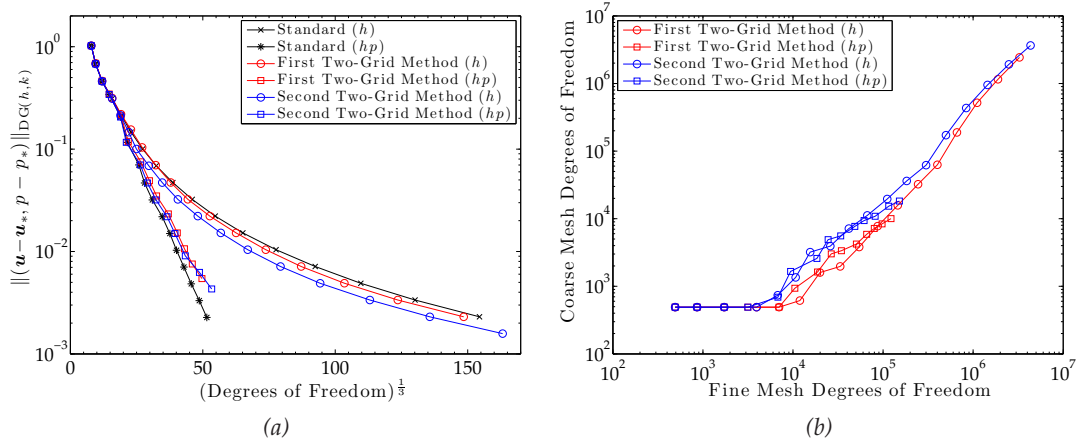 Standard (h)
Standard (hp)
First Two-Grid Method (h)
First Two-Grid Method (hp)
Second Two-Grid Method (h)
Second Two-Grid Method (hp)
‖(u − u∗, p − p∗)‖DG(h,k)
10^0
10^−1
10^−2
10^−3
0
50
100
150
(Degrees of Freedom)^1/3
(a)
First Two-Grid Method (h)
First Two-Grid Method (hp)
Second Two-Grid Method (h)
Second Two-Grid Method (hp)
Coarse Mesh Degrees of Freedom
10^7
10^6
10^5
10^4
10^3
10^2
10^2
10^3
10^4
10^5
10^6
10^7
Fine Mesh Degrees of Freedom
(b)